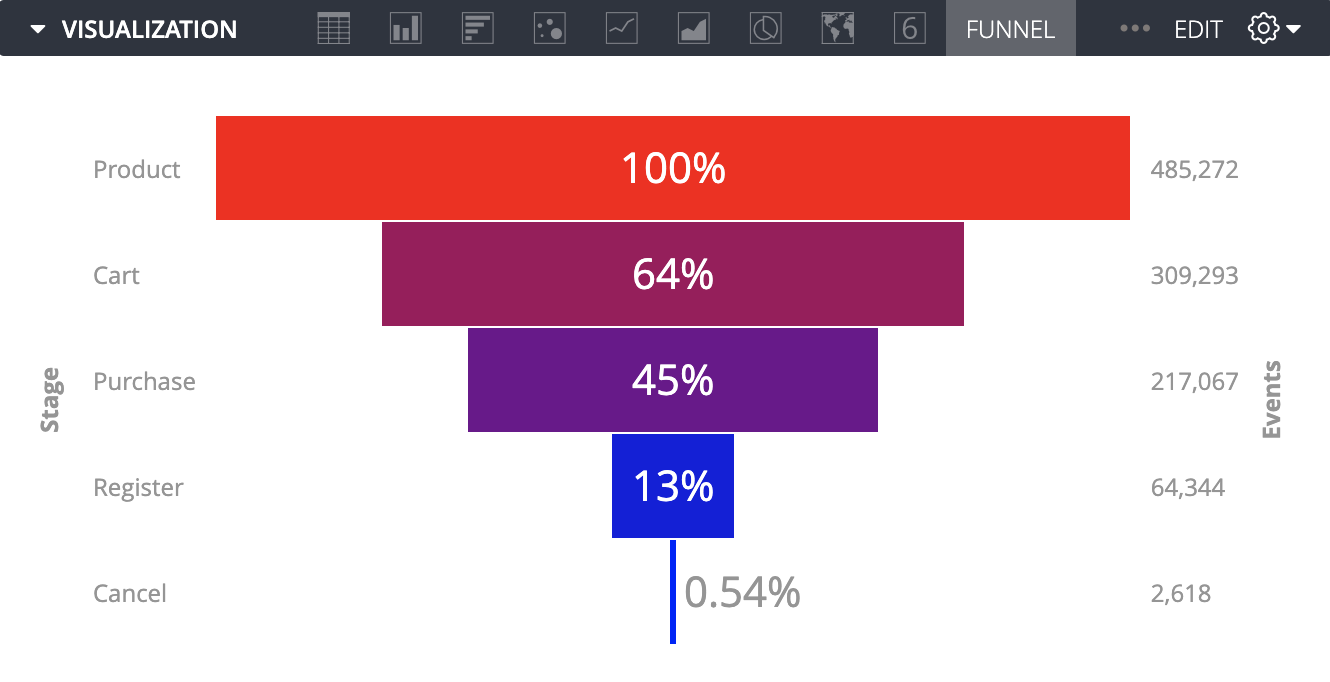 VISUALIZATION 6 FUNNEL ••• EDIT
Product 100% 485,272
Cart 64% 309,293
Purchase 45% 217,067
Register 13% 64,344
Cancel 0.54% 2,618
Stage
Events